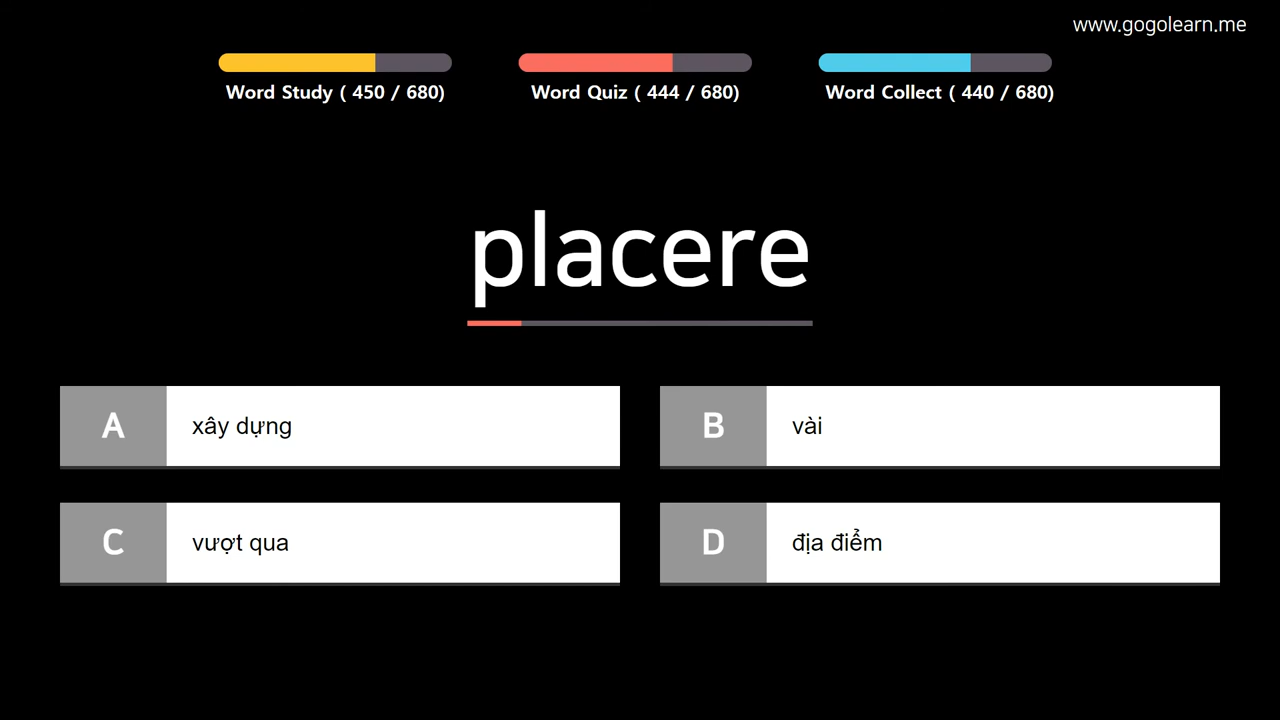 www.gogolearn.me
Word Study ( 450 / 680)
Word Quiz ( 444 / 680)
Word Collect ( 440 / 680)
placere
A xây dựng
B vài
C vượt qua
D địa điểm